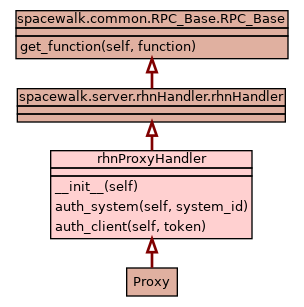 spacewalk.common.RPC_Base.RPC_Base
get_function(self, function)
spacewalk.server.rhnHandler.rhnHandler
rhnProxyHandler
__init__(self)
auth_system(self, system_id)
auth_client(self, token)
Proxy